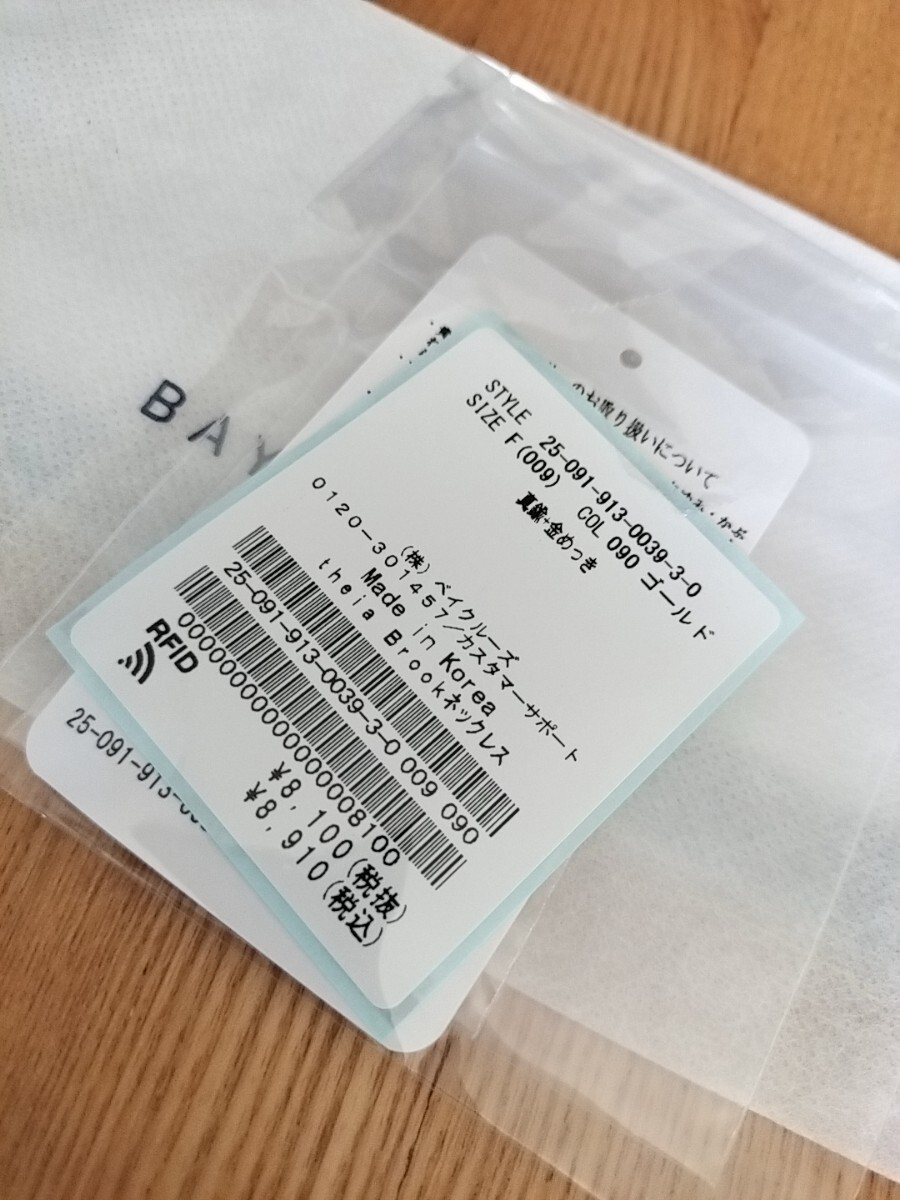 BAY
のお取り扱いについて
STYLE 25-091-913-0039-3-0
SIZE F(009) COL 090 ゴールド
真鍮+金めっき
(株)ベイクルーズ
0120-301457/カスタマーサポート
Made in Korea
theia Brookネックレス
25-091-913-0039-3-0 009 090
0000000000000000008100
RFID
¥8,100(税抜)
¥8,910(税込)
25-091-913-00